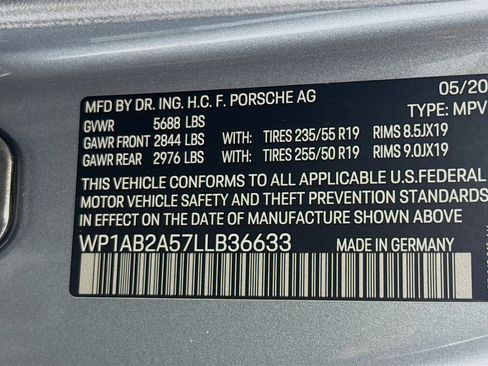 MFD BY DR. ING. H.C. F. PORSCHE AG 05/20
GVWR 5688 LBS TYPE: MPV
GAWR FRONT 2844 LBS WITH: TIRES 235/55 R19 RIMS 8.5JX19
GAWR REAR 2976 LBS WITH: TIRES 255/50 R19 RIMS 9.0JX19
THIS VEHICLE CONFORMS TO ALL APPLICABLE U.S.FEDERAL
MOTOR VEHICLE SAFETY AND THEFT PREVENTION STANDARDS
IN EFFECT ON THE DATE OF MANUFACTURE SHOWN ABOVE
WP1AB2A57LLB36633 MADE IN GERMANY